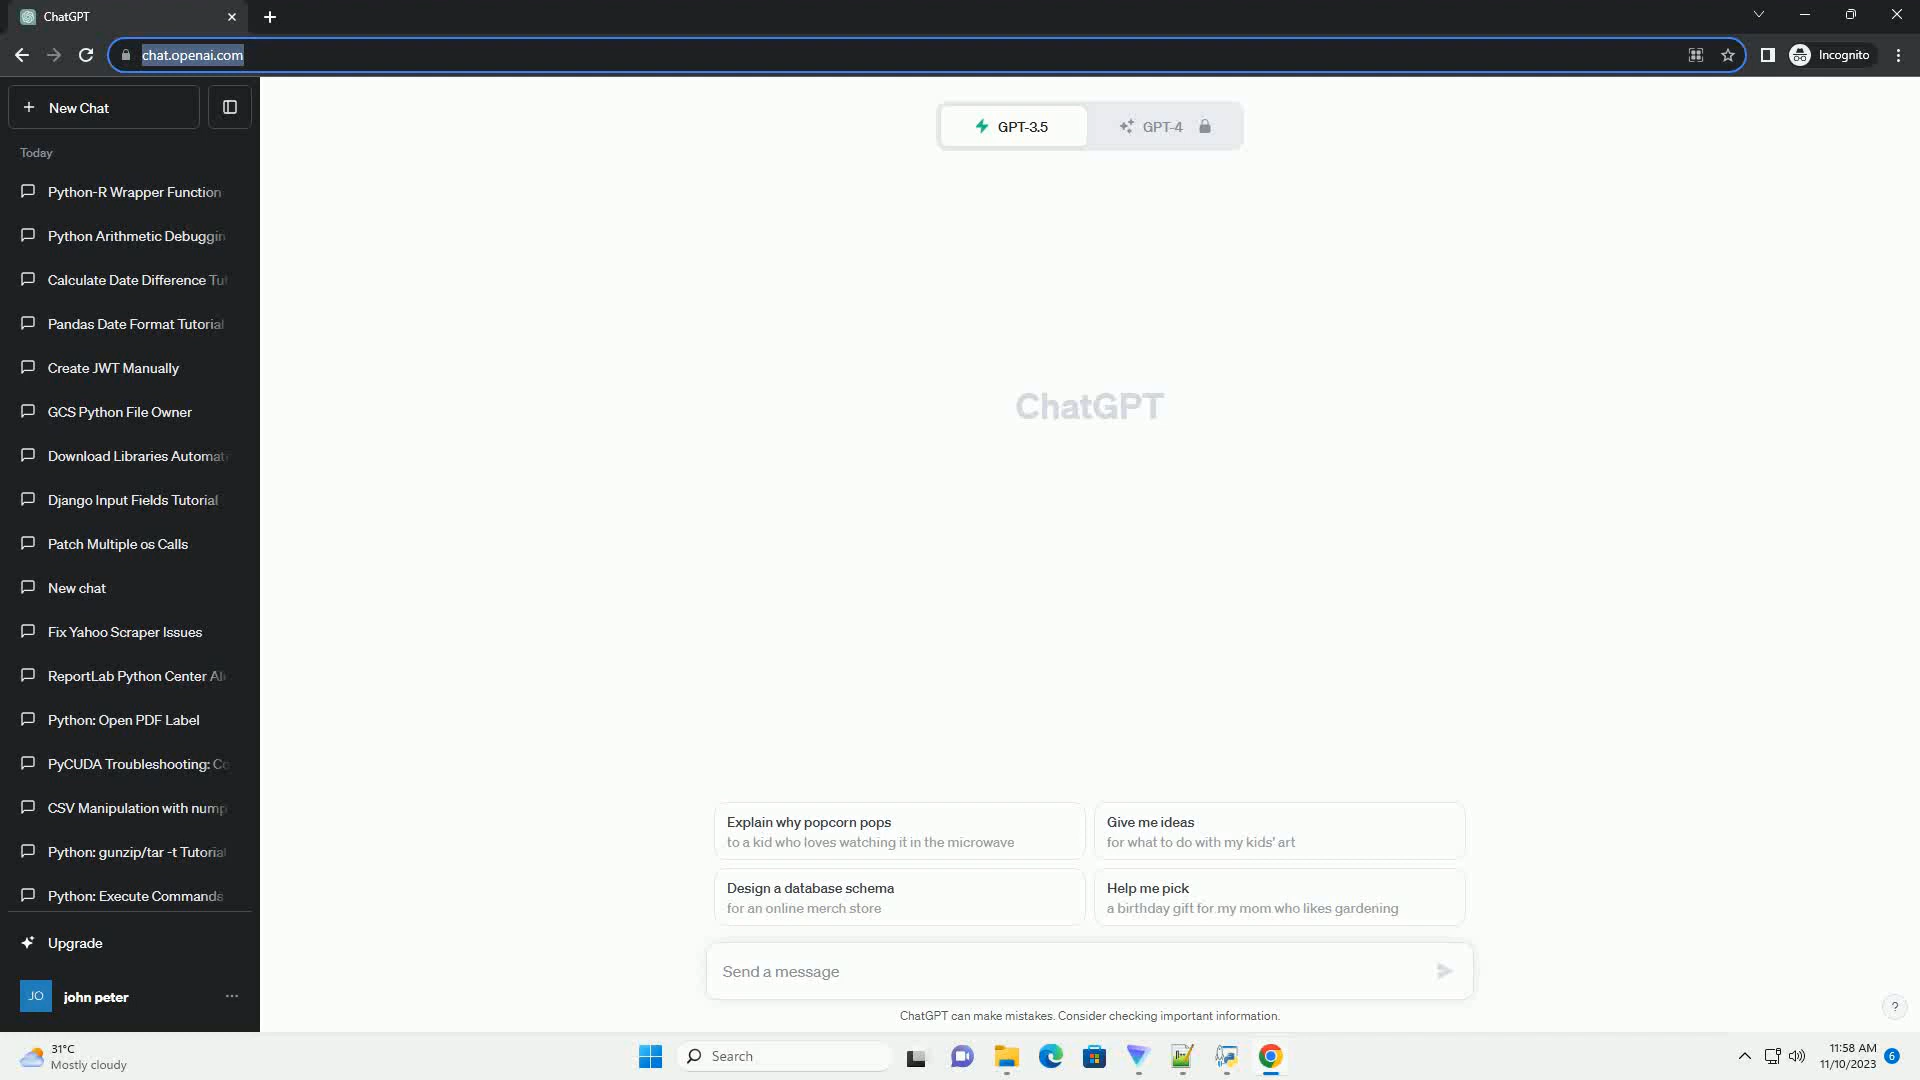 ChatGPT
chat.openai.com
Incognito
New Chat
Today
Python-R Wrapper Function
Python Arithmetic Debuggin
Calculate Date Difference Tut
Pandas Date Format Tutorial
Create JWT Manually
GCS Python File Owner
Download Libraries Automat
Django Input Fields Tutorial
Patch Multiple os Calls
New chat
Fix Yahoo Scraper Issues
ReportLab Python Center Ali
Python: Open PDF Label
PyCUDA Troubleshooting: Co
CSV Manipulation with nump
Python: gunzip/tar -t Tutorial
Python: Execute Commands
Upgrade
JO john peter
GPT-3.5
GPT-4
ChatGPT
Explain why popcorn pops
to a kid who loves watching it in the microwave
Give me ideas
for what to do with my kids' art
Design a database schema
for an online merch store
Help me pick
a birthday gift for my mom who likes gardening
Send a message
ChatGPT can make mistakes. Consider checking important information.
?
31°C
Mostly cloudy
Search
11:58 AM
11/10/2023
6